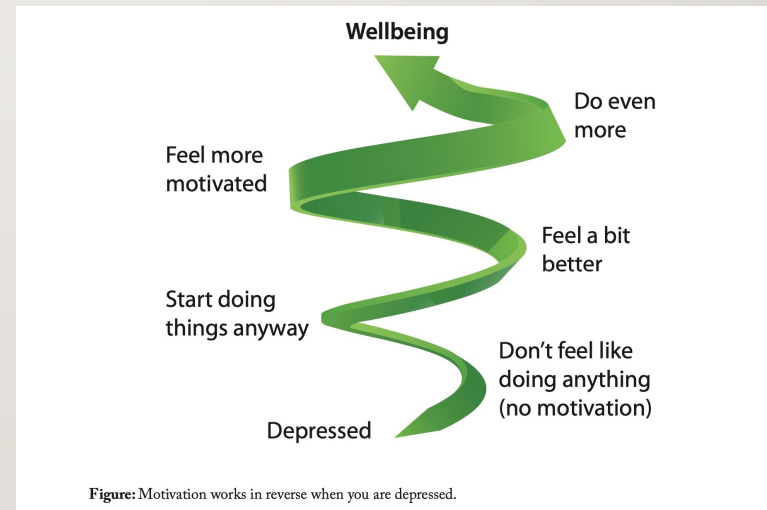 Wellbeing
Do even
more
Feel more
motivated
Feel a bit
better
Start doing
things anyway
Don’t feel like
doing anything
(no motivation)
Depressed
Figure: Motivation works in reverse when you are depressed.